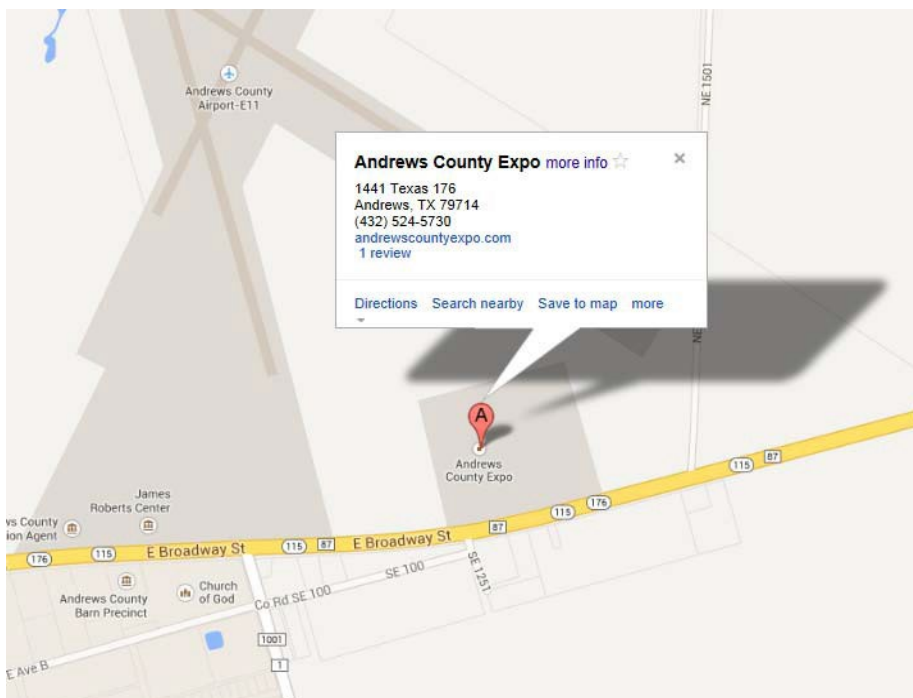 Andrews County
Airport-E11
NE 1501
Andrews County Expo more info
1441 Texas 176
Andrews, TX 79714
(432) 524-5730
andrewscountyexpo.com
1 review
Directions Search nearby Save to map more
NE
A
Andrews
County Expo
115 87
James
Roberts Center
ws County
ion Agent
176 115 E Broadway St 115 87 E Broadway St 87 115 176
Andrews County
Barn Precinct
Church
of God
Co Rd SE 100
SE 100
SE 1251
E Ave B
1001
1